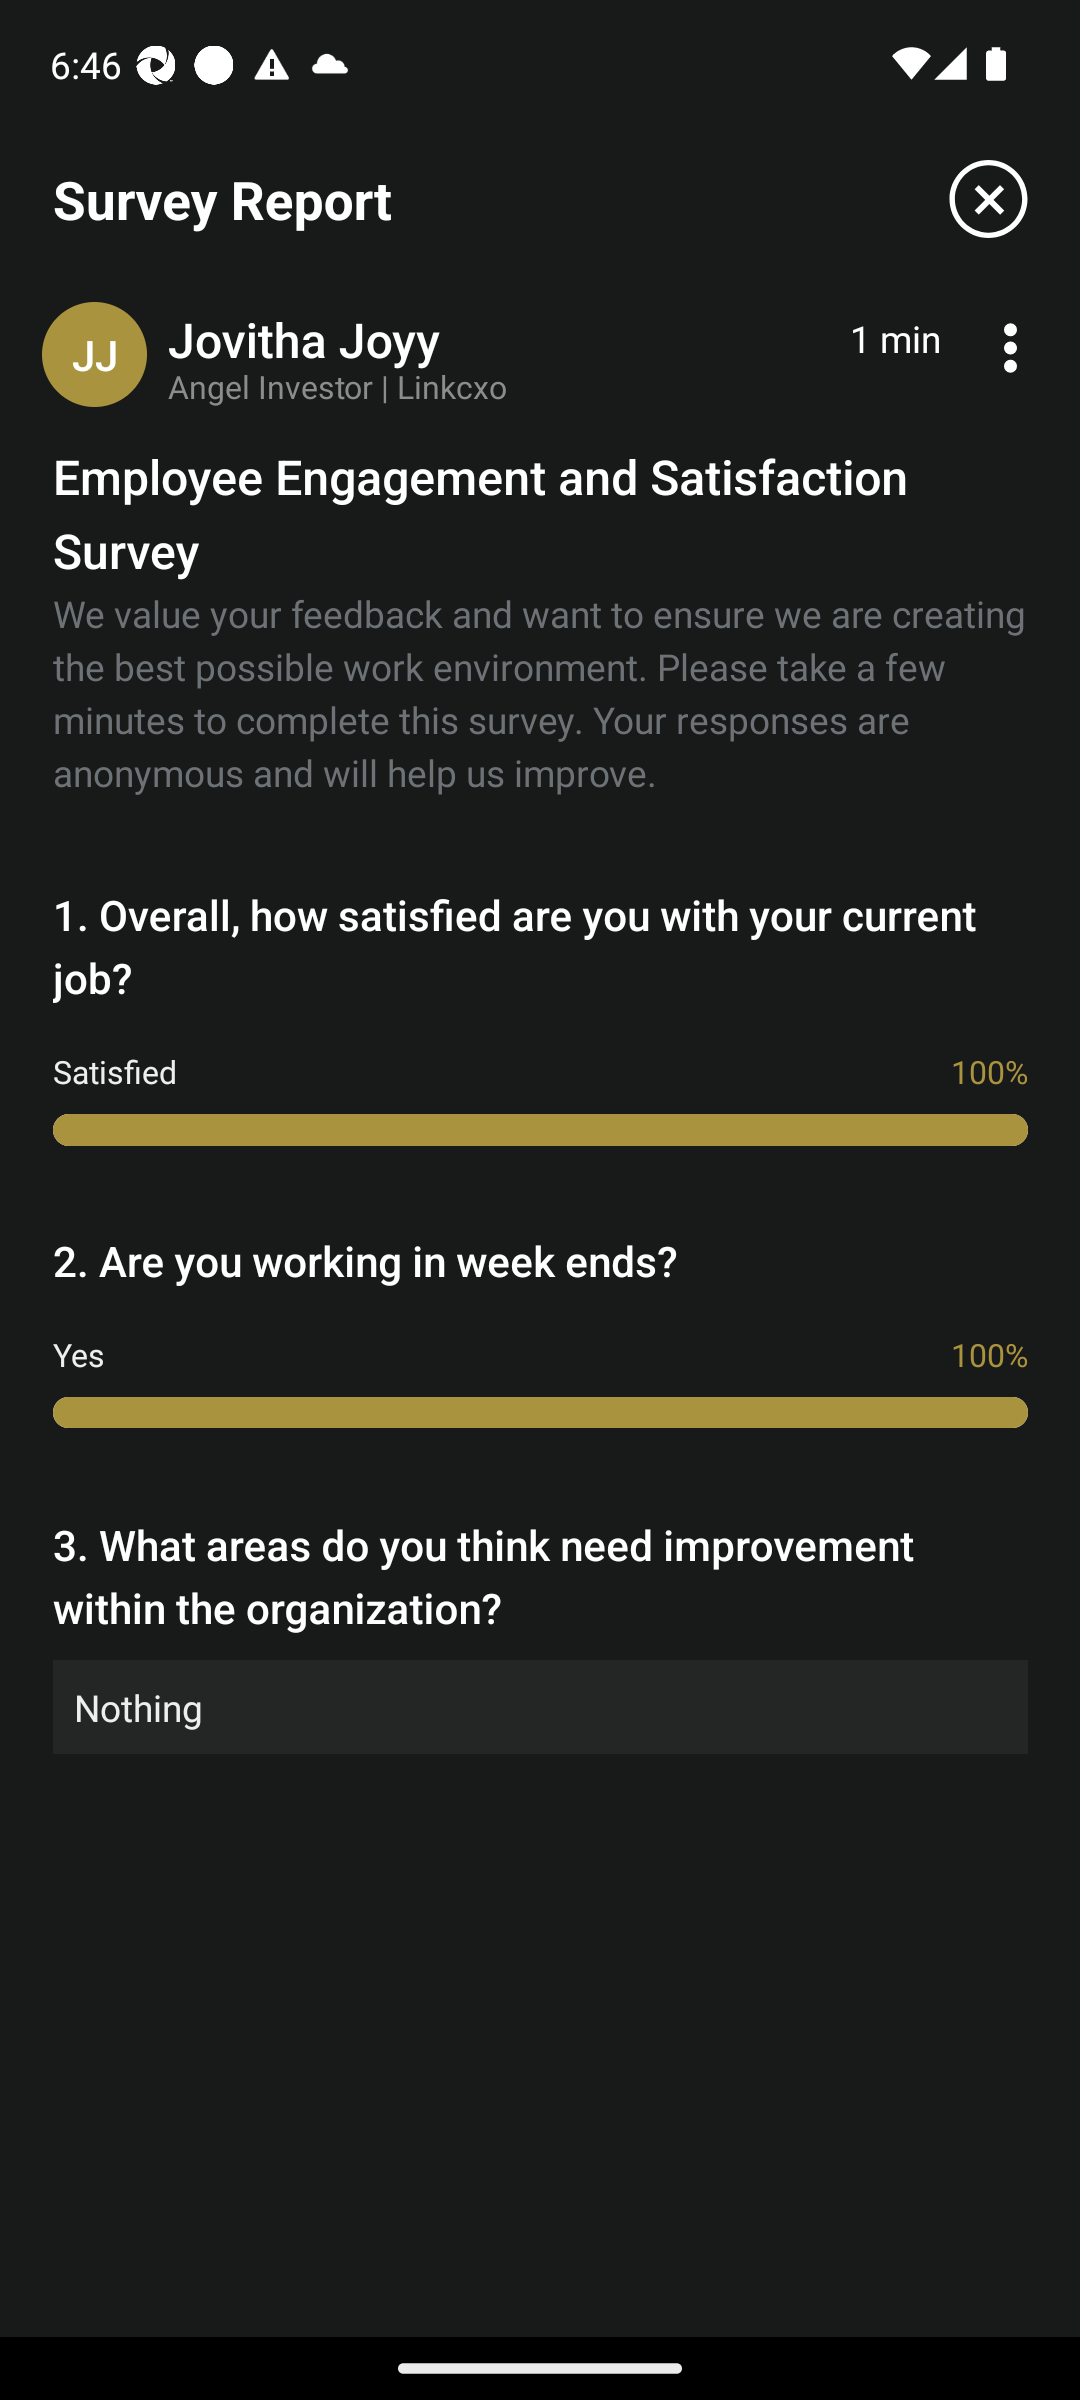 6:46
Survey Report
JJ
Jovitha Joyy
1 min
Angel Investor | Linkcxo
Employee Engagement and Satisfaction
Survey
We value your feedback and want to ensure we are creating
the best possible work environment. Please take a few
minutes to complete this survey. Your responses are
anonymous and will help us improve.
1. Overall, how satisfied are you with your current
job?
Satisfied 100%
2. Are you working in week ends?
Yes 100%
3. What areas do you think need improvement
within the organization?
Nothing